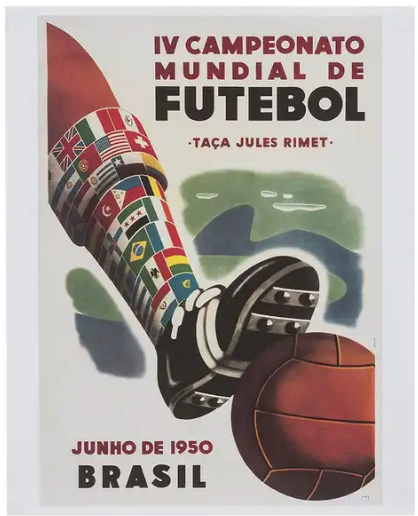 IV CAMPEONATO
MUNDIAL DE
FUTEBOL
·TAÇA JULES RIMET·
JUNHO DE 1950
BRASIL